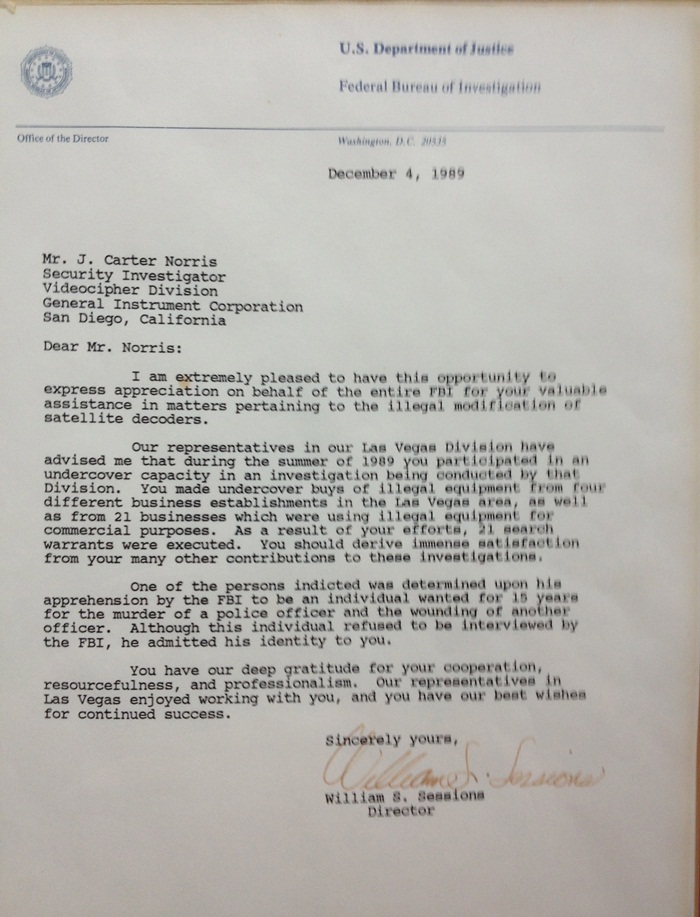 U.S. Department of Justice
Federal Bureau of Investigation
Office of the Director
Washington, D.C. 20535
December 4, 1989
Mr. J. Carter Norris
Security Investigator
Videocipher Division
General Instrument Corporation
San Diego, California
Dear Mr. Norris:
I am extremely pleased to have this opportunity to
express appreciation on behalf of the entire FBI for your valuable
assistance in matters pertaining to the illegal modification of
satellite decoders.
Our representatives in our Las Vegas Division have
advised me that during the summer of 1989 you participated in an
undercover capacity in an investigation being conducted by that
Division. You made undercover buys of illegal equipment from four
different business establishments in the Las Vegas area, as well
as from 21 businesses which were using illegal equipment for
commercial purposes. As a result of your efforts, 21 search
warrants were executed. You should derive immense satisfaction
from your many other contributions to these investigations.
One of the persons indicted was determined upon his
apprehension by the FBI to be an individual wanted for 15 years
for the murder of a police officer and the wounding of another
officer. Although this individual refused to be interviewed by
the FBI, he admitted his identity to you.
You have our deep gratitude for your cooperation,
resourcefulness, and professionalism. Our representatives in
Las Vegas enjoyed working with you, and you have our best wishes
for continued success.
Sincerely yours,
William S. Sessions
William S. Sessions
Director